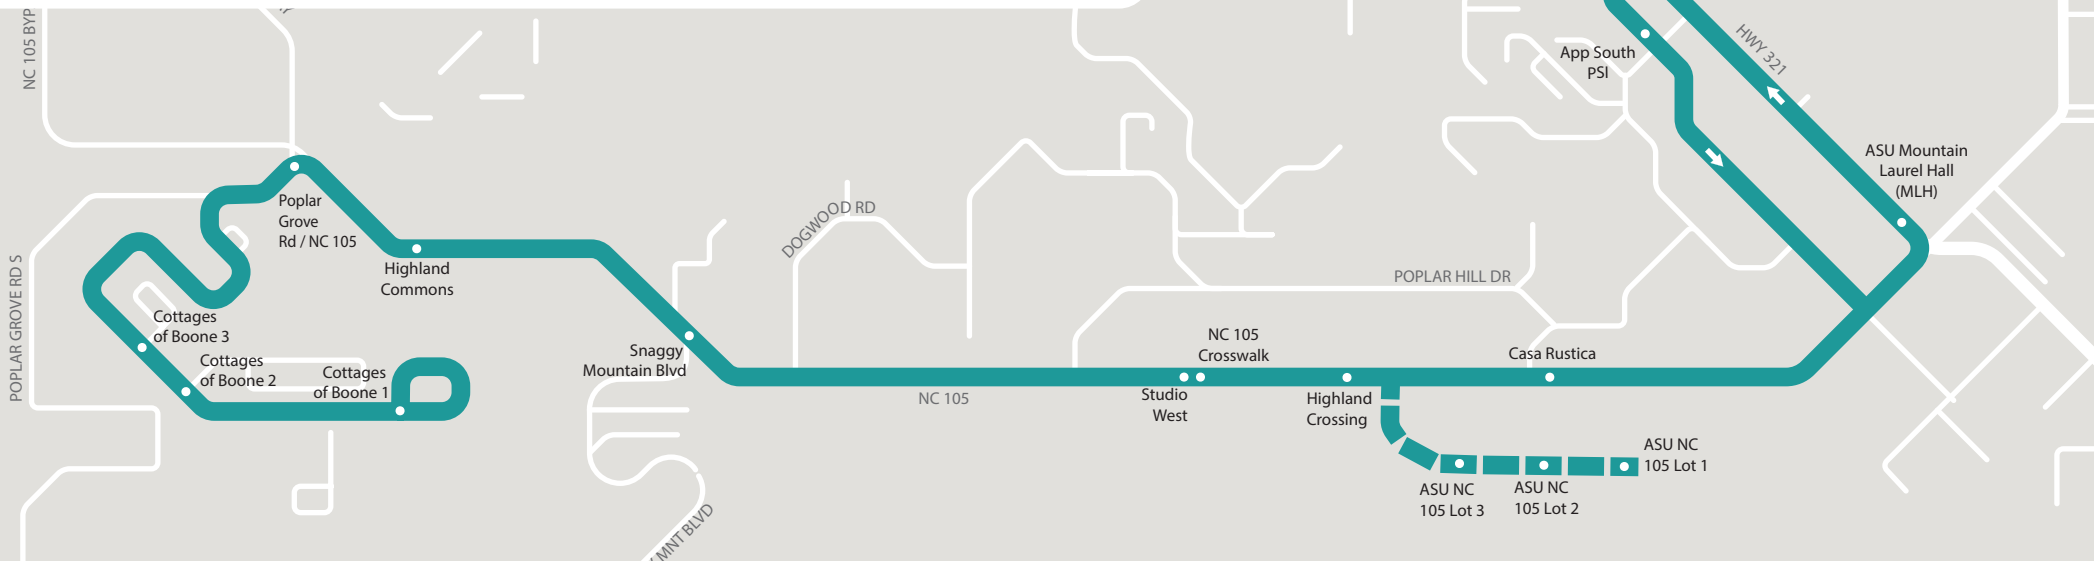 NC 105 BYP
HWY 321
App South
PSI
ASU Mountain
Laurel Hall
(MLH)
Poplar
Grove
Rd / NC 105
DOGWOOD RD
Highland
Commons
POPLAR GROVE RD S
POPLAR HILL DR
Cottages
of Boone 3
Cottages
of Boone 2
Cottages
of Boone 1
Snaggy
Mountain Blvd
NC 105
Crosswalk
Casa Rustica
NC 105
Studio
West
Highland
Crossing
ASU NC
105 Lot 1
ASU NC
105 Lot 2
ASU NC
105 Lot 3
MNT BLVD